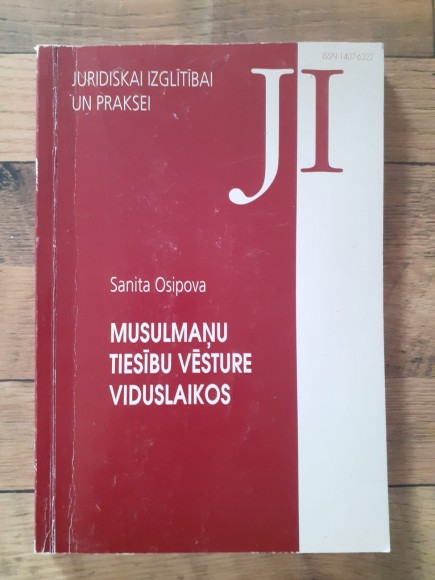 ISSN 1407-6322
JURIDISKAI IZGLĪTĪBAI
UN PRAKSEI
JI
Sanita Osipova
MUSULMAŅU
TIESĪBU VĒSTURE
VIDUSLAIKOS